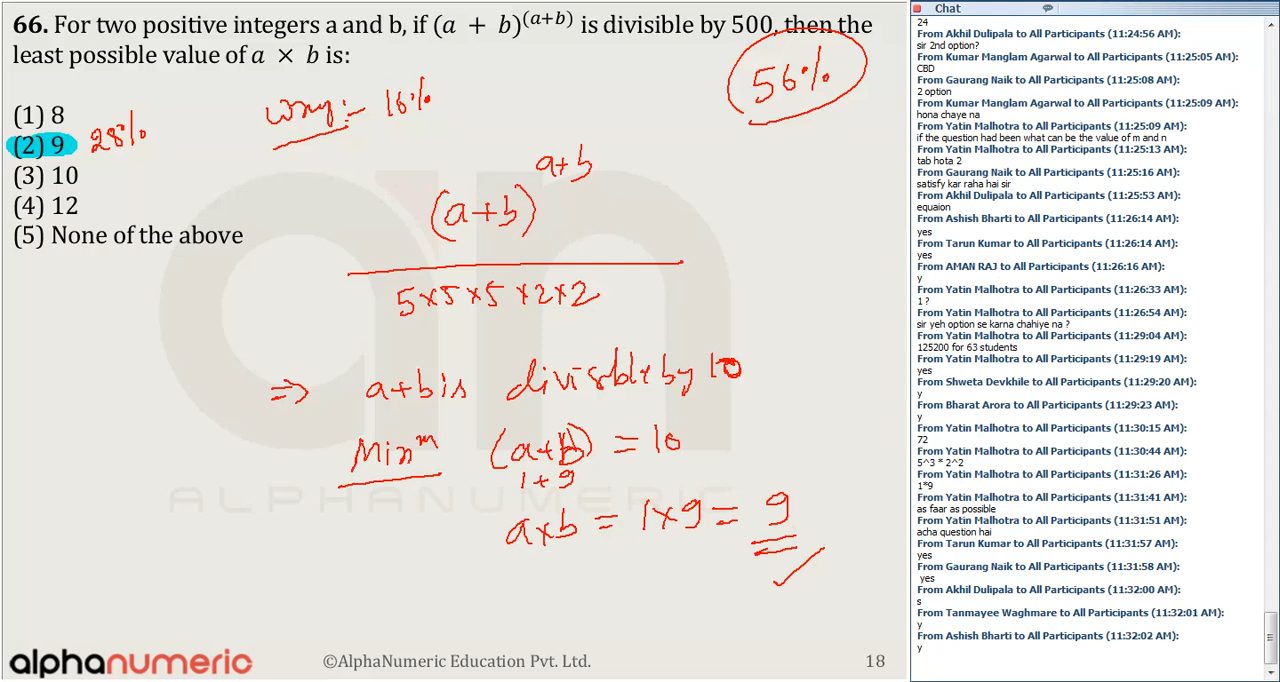 66. For two positive integers a and b, if (a + b)^(a+b) is divisible by 500, then the
least possible value of a × b is:
56%
(1) 8
Wrong:- 16%
(2) 9 28%
(3) 10
(4) 12
(5) None of the above
(a+b)^a+b
5×5×5×2×2
⇒ a+b is divisible by 10
Min^m (a+b) = 10
1+9
a×b = 1×9 = 9
ALPHANUMERIC
alphanumeric
©AlphaNumeric Education Pvt. Ltd.
18
Chat
24
From Akhil Dulipala to All Participants (11:24:56 AM):
sir 2nd option?
From Kumar Manglam Agarwal to All Participants (11:25:05 AM):
CBD
From Gaurang Naik to All Participants (11:25:08 AM):
2 option
From Kumar Manglam Agarwal to All Participants (11:25:09 AM):
hona chaye na
From Yatin Malhotra to All Participants (11:25:09 AM):
if the question had been what can be the value of m and n
From Yatin Malhotra to All Participants (11:25:13 AM):
tab hota 2
From Gaurang Naik to All Participants (11:25:16 AM):
satisfy kar raha hai sir
From Akhil Dulipala to All Participants (11:25:53 AM):
equaion
From Ashish Bharti to All Participants (11:26:14 AM):
yes
From Tarun Kumar to All Participants (11:26:14 AM):
yes
From AMAN RAJ to All Participants (11:26:16 AM):
y
From Yatin Malhotra to All Participants (11:26:33 AM):
1 ?
From Yatin Malhotra to All Participants (11:26:54 AM):
sir yeh option se karna chahiye na ?
From Yatin Malhotra to All Participants (11:29:04 AM):
125200 for 63 students
From Yatin Malhotra to All Participants (11:29:19 AM):
yes
From Shweta Devkhile to All Participants (11:29:20 AM):
y
From Bharat Arora to All Participants (11:29:23 AM):
y
From Yatin Malhotra to All Participants (11:30:15 AM):
72
From Yatin Malhotra to All Participants (11:30:44 AM):
5^3 * 2^2
From Yatin Malhotra to All Participants (11:31:26 AM):
1*9
From Yatin Malhotra to All Participants (11:31:41 AM):
as faar as possible
From Yatin Malhotra to All Participants (11:31:51 AM):
acha question hai
From Tarun Kumar to All Participants (11:31:57 AM):
yes
From Gaurang Naik to All Participants (11:31:58 AM):
yes
From Akhil Dulipala to All Participants (11:32:00 AM):
s
From Tanmayee Waghmare to All Participants (11:32:01 AM):
y
From Ashish Bharti to All Participants (11:32:02 AM):
y